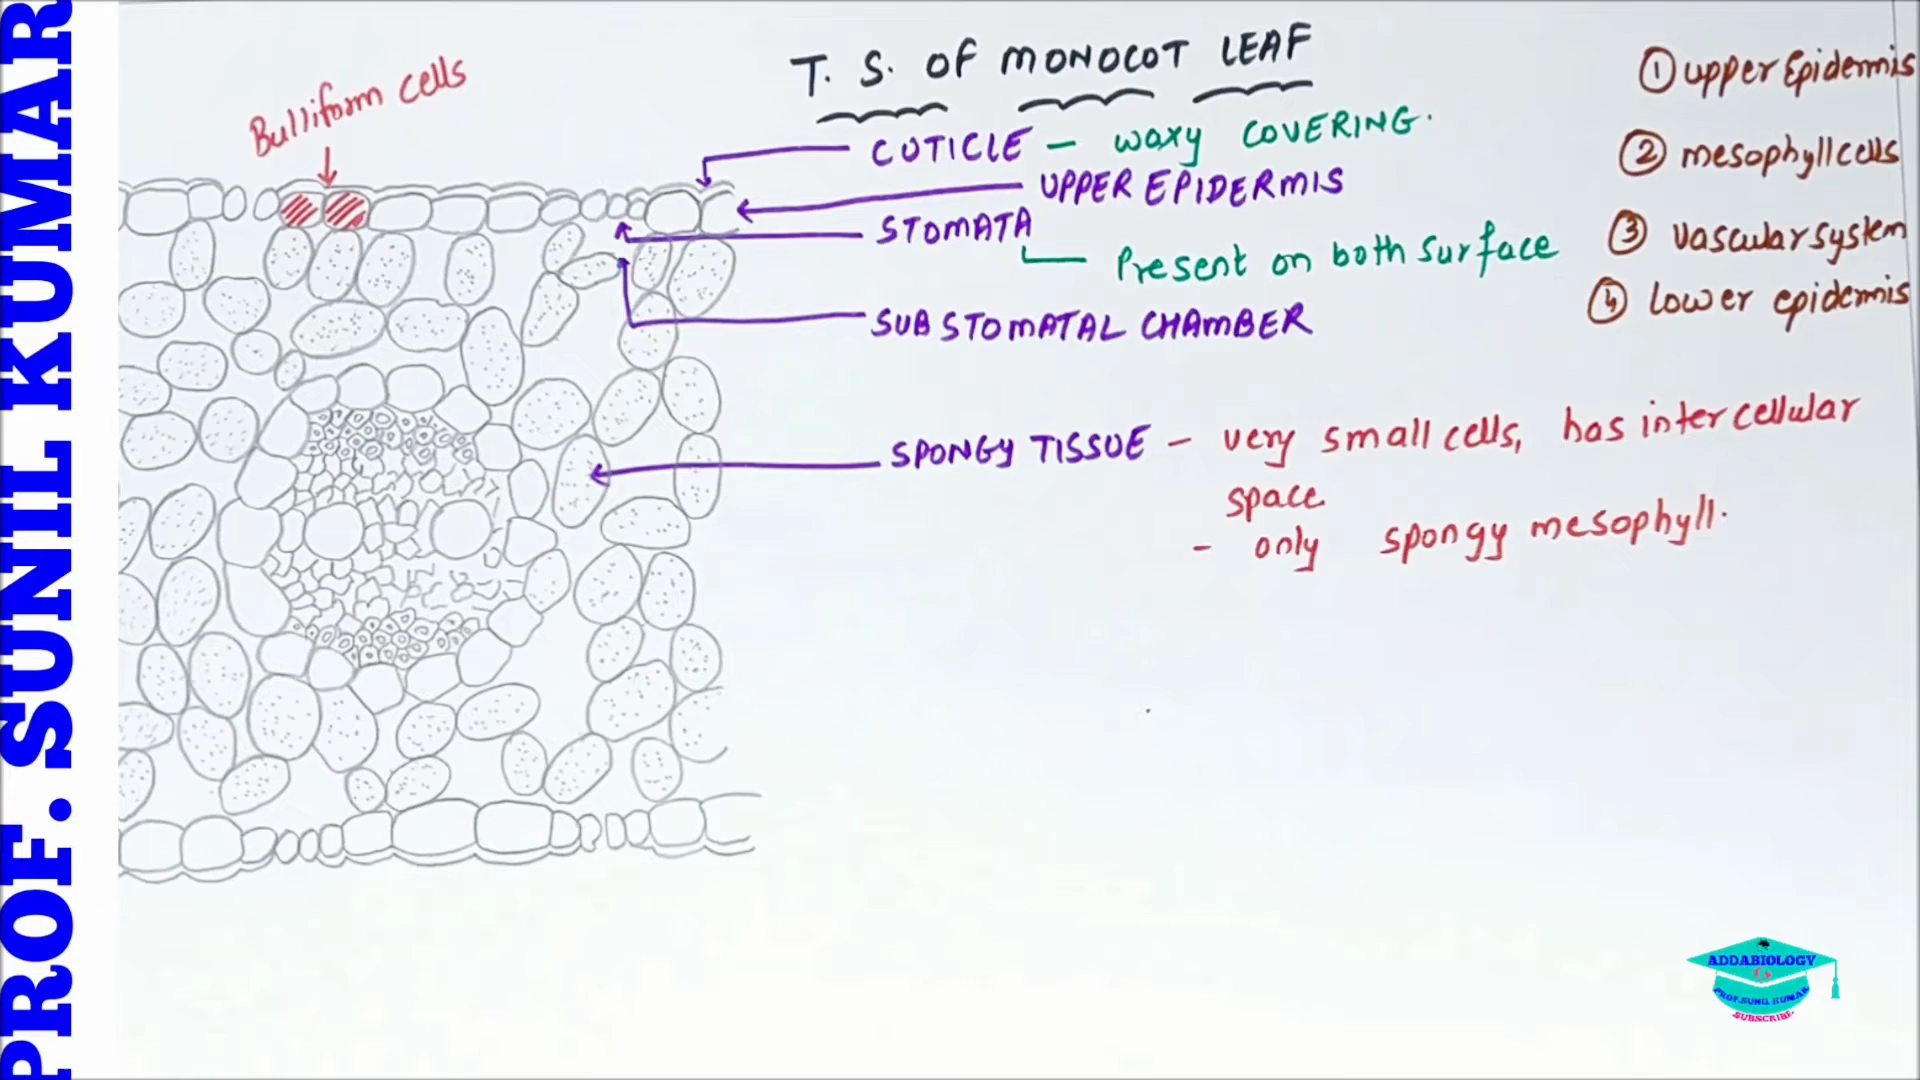 PROF. SUNIL KUMAR
T. S. OF MONOCOT LEAF
Bulliform cells
CUTICLE – waxy COVERING.
UPPER EPIDERMIS
STOMATA
Present on both surface
SUB STOMATAL CHAMBER
SPONGY TISSUE – very small cells, has intercellular
space
- only spongy mesophyll.
① upper Epidermis
② mesophyll cells
③ vascular system
④ lower epidermis
ADDABIOLOGY
PROF.SUNIL KUMAR
SUBSCRIBE